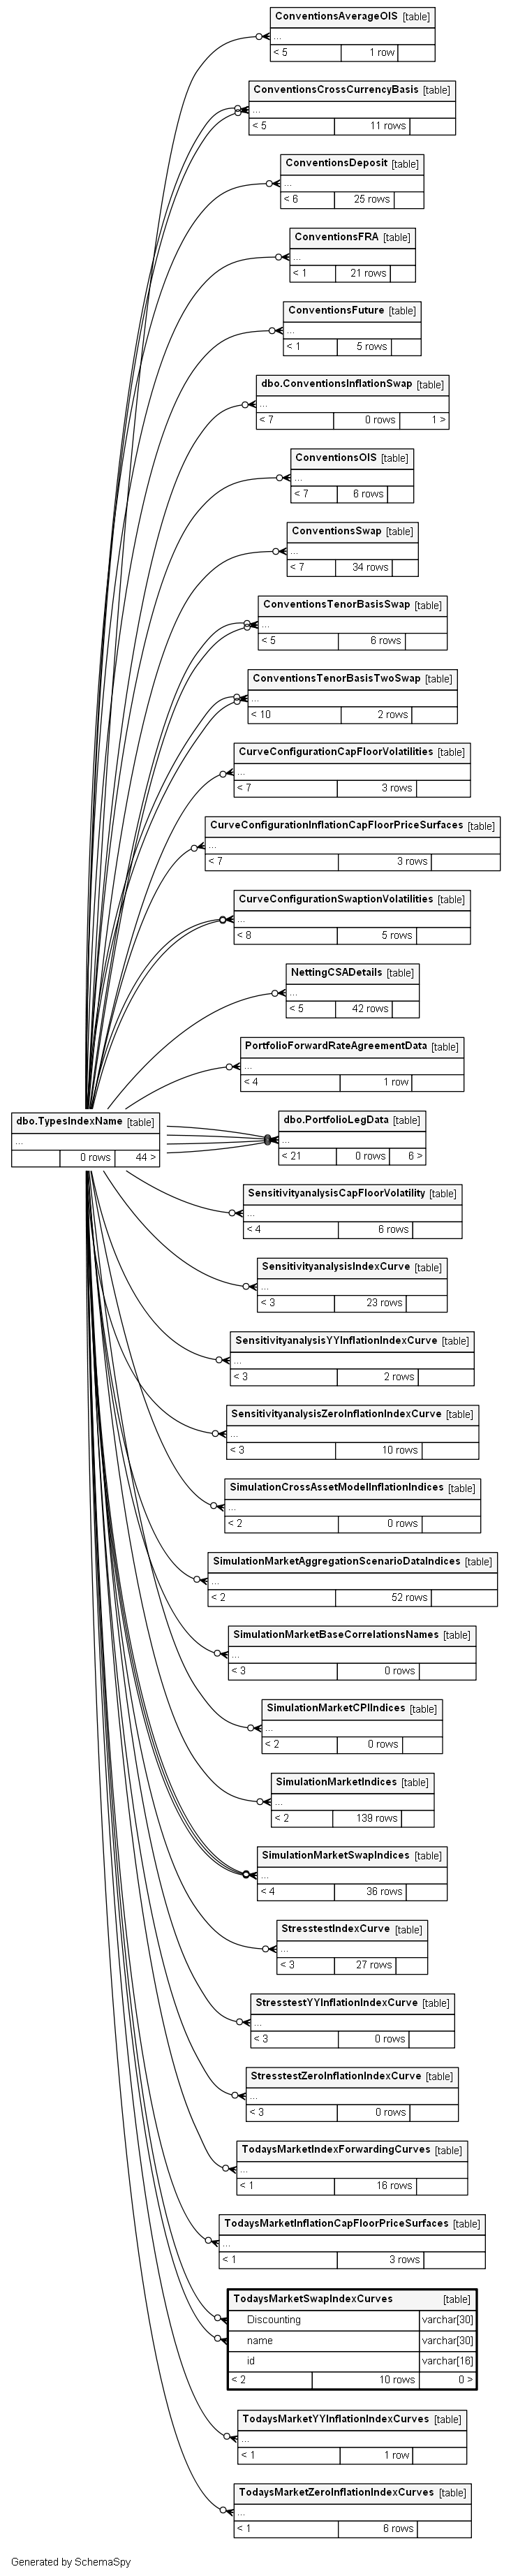 ConventionsAverageOIS [table]
...
< 5 1 row
ConventionsCrossCurrencyBasis [table]
...
< 5 11 rows
ConventionsDeposit [table]
...
< 6 25 rows
ConventionsFRA [table]
...
< 1 21 rows
ConventionsFuture [table]
...
< 1 5 rows
dbo.ConventionsInflationSwap [table]
...
< 7 0 rows 1 >
ConventionsOIS [table]
...
< 7 6 rows
ConventionsSwap [table]
...
< 7 34 rows
ConventionsTenorBasisSwap [table]
...
< 5 6 rows
ConventionsTenorBasisTwoSwap [table]
...
< 10 2 rows
CurveConfigurationCapFloorVolatilities [table]
...
< 7 3 rows
CurveConfigurationInflationCapFloorPriceSurfaces [table]
...
< 7 3 rows
CurveConfigurationSwaptionVolatilities [table]
...
< 8 5 rows
NettingCSADetails [table]
...
< 5 42 rows
PortfolioForwardRateAgreementData [table]
...
< 4 1 row
dbo.TypesIndexName [table]
...
0 rows 44 >
dbo.PortfolioLegData [table]
...
< 21 0 rows 6 >
SensitivityanalysisCapFloorVolatility [table]
...
< 4 6 rows
SensitivityanalysisIndexCurve [table]
...
< 3 23 rows
SensitivityanalysisYYInflationIndexCurve [table]
...
< 3 2 rows
SensitivityanalysisZeroInflationIndexCurve [table]
...
< 3 10 rows
SimulationCrossAssetModelInflationIndices [table]
...
< 2 0 rows
SimulationMarketAggregationScenarioDataIndices [table]
...
< 2 52 rows
SimulationMarketBaseCorrelationsNames [table]
...
< 3 0 rows
SimulationMarketCPIIndices [table]
...
< 2 0 rows
SimulationMarketIndices [table]
...
< 2 139 rows
SimulationMarketSwapIndices [table]
...
< 4 36 rows
StresstestIndexCurve [table]
...
< 3 27 rows
StresstestYYInflationIndexCurve [table]
...
< 3 0 rows
StresstestZeroInflationIndexCurve [table]
...
< 3 0 rows
TodaysMarketIndexForwardingCurves [table]
...
< 1 16 rows
TodaysMarketInflationCapFloorPriceSurfaces [table]
...
< 1 3 rows
TodaysMarketSwapIndexCurves [table]
Discounting varchar[30]
name varchar[30]
id varchar[16]
< 2 10 rows 0 >
TodaysMarketYYInflationIndexCurves [table]
...
< 1 1 row
TodaysMarketZeroInflationIndexCurves [table]
...
< 1 6 rows
Generated by SchemaSpy